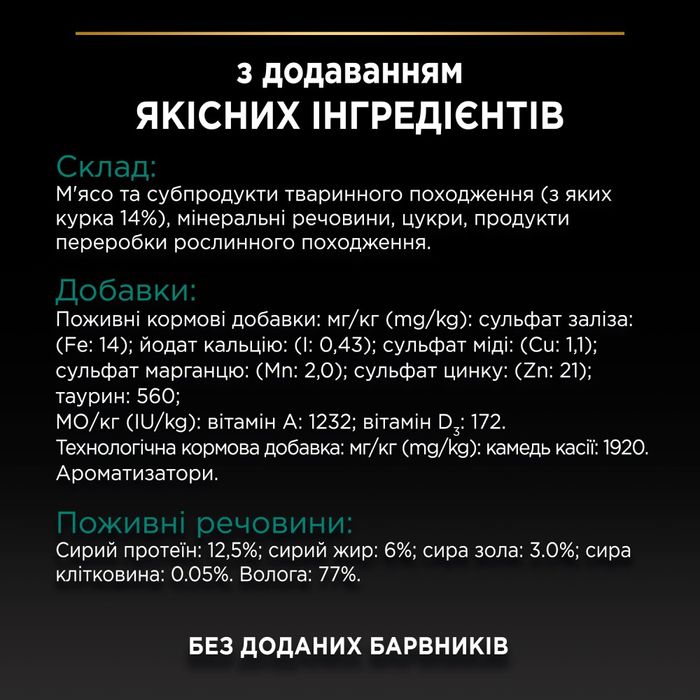 з додаванням
ЯКІСНИХ ІНГРЕДІЄНТІВ
Склад:
М'ясо та субпродукти тваринного походження (з яких
курка 14%), мінеральні речовини, цукри, продукти
переробки рослинного походження.
Добавки:
Поживні кормові добавки: мг/кг (mg/kg): сульфат заліза:
(Fe: 14); йодат кальцію: (I: 0,43); сульфат міді: (Cu: 1,1);
сульфат марганцю: (Mn: 2,0); сульфат цинку: (Zn: 21);
таурин: 560;
МО/кг (IU/kg): вітамін А: 1232; вітамін D3: 172.
Технологічна кормова добавка: мг/кг (mg/kg): камедь касії: 1920.
Ароматизатори.
Поживні речовини:
Сирий протеїн: 12,5%; сирий жир: 6%; сира зола: 3.0%; сира
клітковина: 0.05%. Волога: 77%.
БЕЗ ДОДАНИХ БАРВНИКІВ